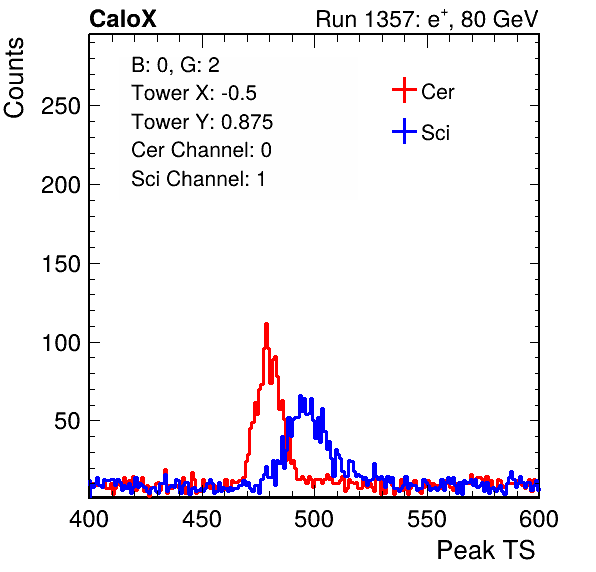 CaloX Run 1357: e⁺, 80 GeV
Counts
B: 0, G: 2
Tower X: -0.5
Tower Y: 0.875
Cer Channel: 0
Sci Channel: 1
Cer
Sci
250
200
150
100
50
400 450 500 550 600
Peak TS